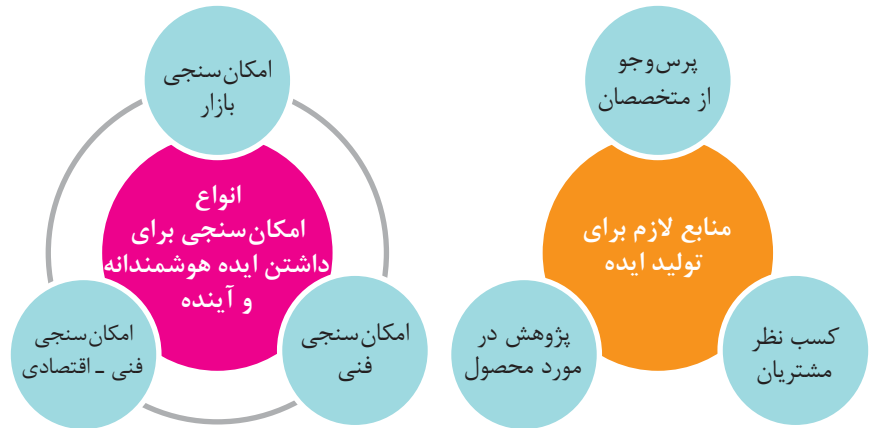 پرس‌وجو
از متخصصان
منابع لازم برای
تولید ایده
کسب نظر
مشتریان
پژوهش در
مورد محصول
امکان‌سنجی
بازار
انواع
امکان‌سنجی برای
داشتن ایده هوشمندانه
و آینده
امکان‌سنجی
فنی
امکان‌سنجی
فنی ـ اقتصادی